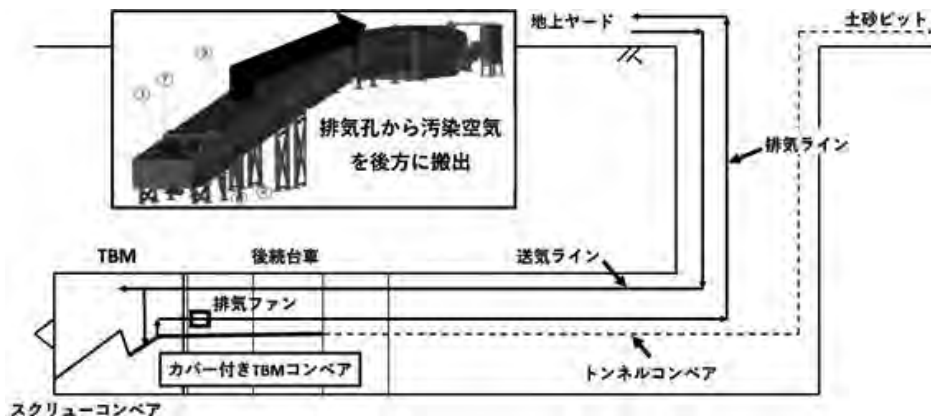 地上ヤード
土砂ピット
排気孔から汚染空気
を後方に搬出
排気ライン
TBM
後続台車
送気ライン
排気ファン
カバー付きTBMコンベア
トンネルコンベア
スクリューコンベア